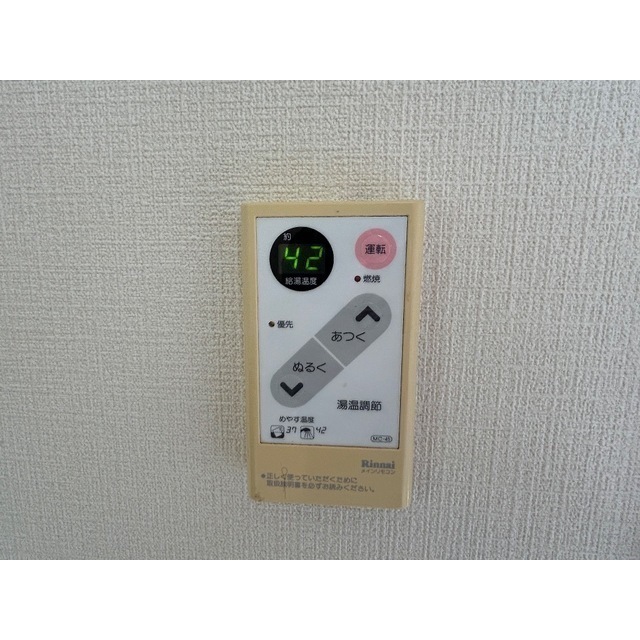 約
42
給湯温度
運転
燃焼
優先
あつく
ぬるく
湯温調節
めやす温度
37 42
MC-45
Rinnai
メインリモコン
●正しく使っていただくために
取扱説明書を必ずお読みください。